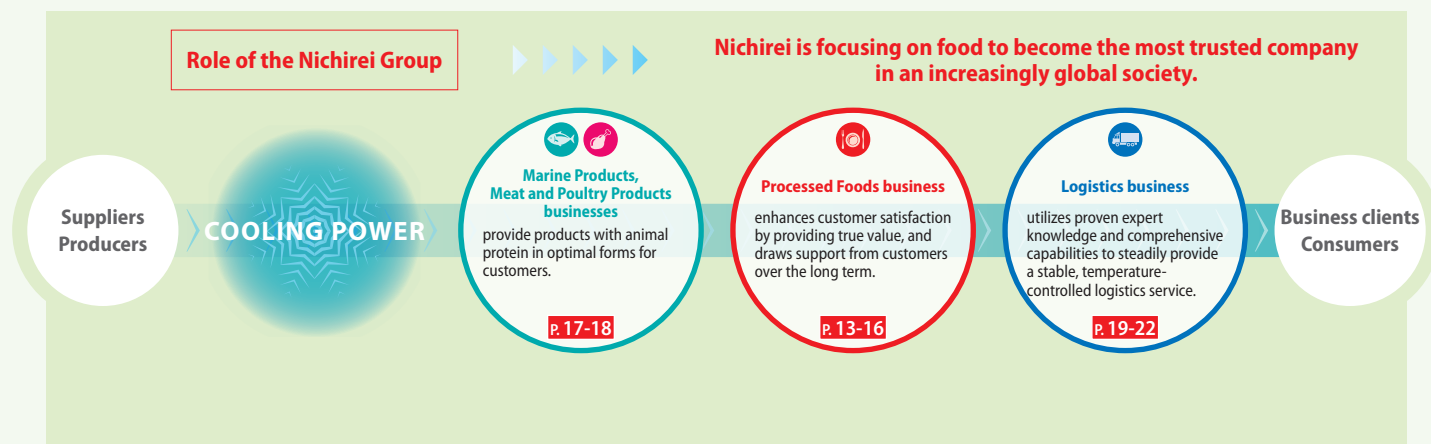 Role of the Nichirei Group
Nichirei is focusing on food to become the most trusted company
in an increasingly global society.
Suppliers
Producers
COOLING POWER
Marine Products,
Meat and Poultry Products
businesses
provide products with animal
protein in optimal forms for
customers.
P. 17-18
Processed Foods business
enhances customer satisfaction
by providing true value, and
draws support from customers
over the long term.
P. 13-16
Logistics business
utilizes proven expert
knowledge and comprehensive
capabilities to steadily provide
a stable, temperature-
controlled logistics service.
P. 19-22
Business clients
Consumers